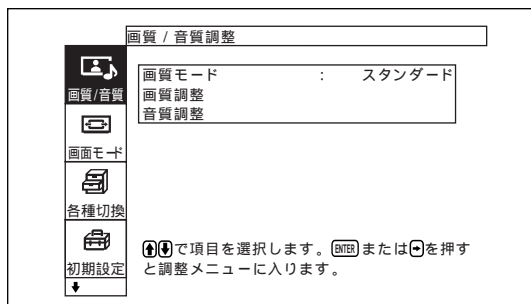 画質 / 音質調整
画質/音質
画質モード : スタンダード
画質調整
音質調整
画面モード
各種切換
初期設定
で項目を選択します。ENTERまたは➔を押す
と調整メニューに入ります。